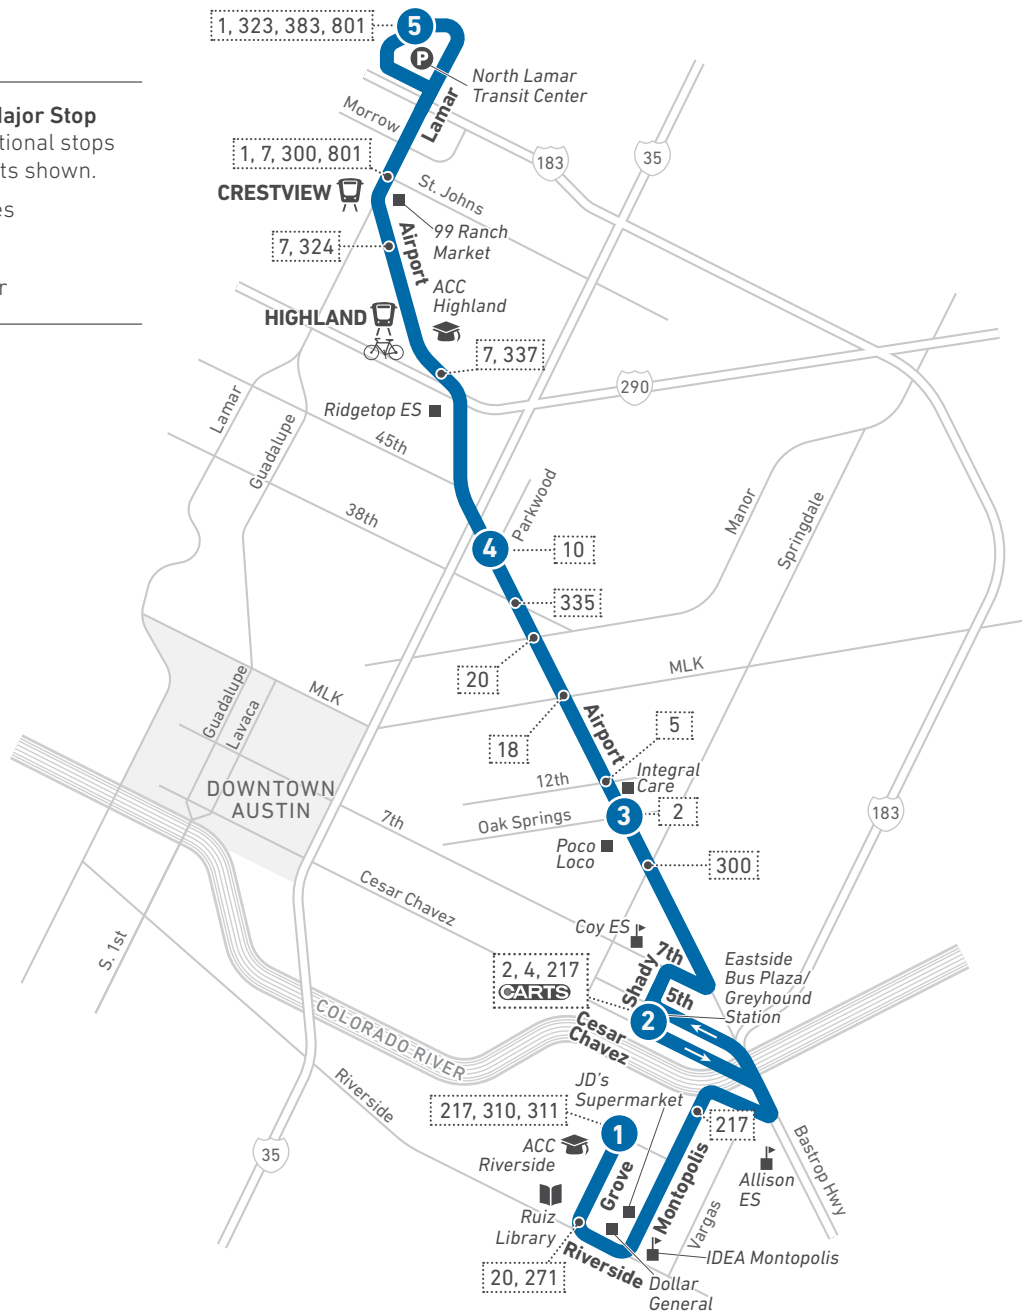 1, 323, 383, 801
5
P
North Lamar
Transit Center
Major Stop
tional stops
ts shown.
es
r
Morrow
Lamar
1, 7, 300, 801
183
35
CRESTVIEW
St. Johns
99 Ranch
Market
7, 324
Airport
ACC
Highland
HIGHLAND
7, 337
290
Lamar
Guadalupe
Ridgetop ES
45th
38th
Parkwood
Manor
Springdale
4
10
335
20
MLK
Guadalupe
Lavaca
MLK
18
Airport
5
DOWNTOWN
AUSTIN
12th
Integral
Care
7th
Oak Springs
3
2
183
Poco
Loco
300
Cesar Chavez
Coy ES
7th
S. 1st
2, 4, 217
CARTS
Shady
5th
Eastside
Bus Plaza/
Greyhound
Station
2
Cesar
Chavez
COLORADO RIVER
Riverside
JD's
Supermarket
217, 310, 311
1
217
35
ACC
Riverside
Grove
Montopolis
Allison
ES
Bastrop Hwy
Ruiz
Library
Vargas
20, 271
Riverside
IDEA Montopolis
Dollar
General